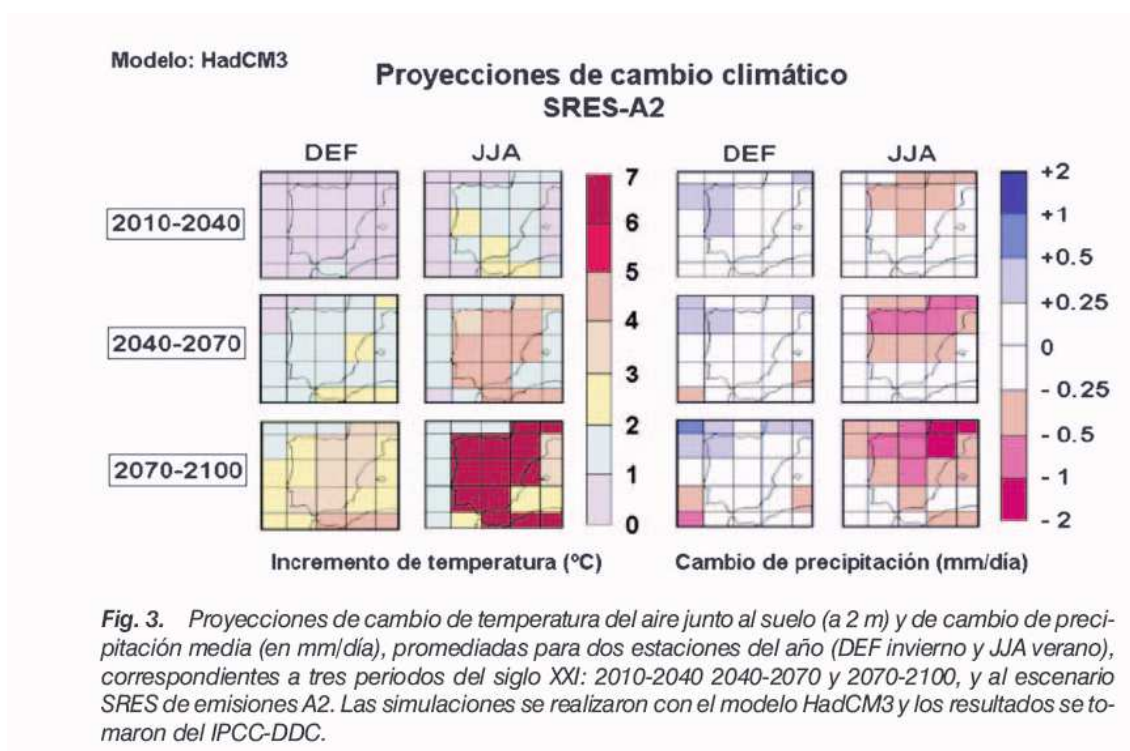 Modelo: HadCM3
Proyecciones de cambio climático
SRES-A2
DEF
JJA
DEF
JJA
2010-2040
2040-2070
2070-2100
7
6
5
4
3
2
1
0
+2
+1
+0.5
+0.25
0
- 0.25
- 0.5
- 1
- 2
Incremento de temperatura (ºC)
Cambio de precipitación (mm/día)
Fig. 3. Proyecciones de cambio de temperatura del aire junto al suelo (a 2 m) y de cambio de preci-
pitación media (en mm/día), promediadas para dos estaciones del año (DEF invierno y JJA verano),
correspondientes a tres periodos del siglo XXI: 2010-2040 2040-2070 y 2070-2100, y al escenario
SRES de emisiones A2. Las simulaciones se realizaron con el modelo HadCM3 y los resultados se to-
maron del IPCC-DDC.